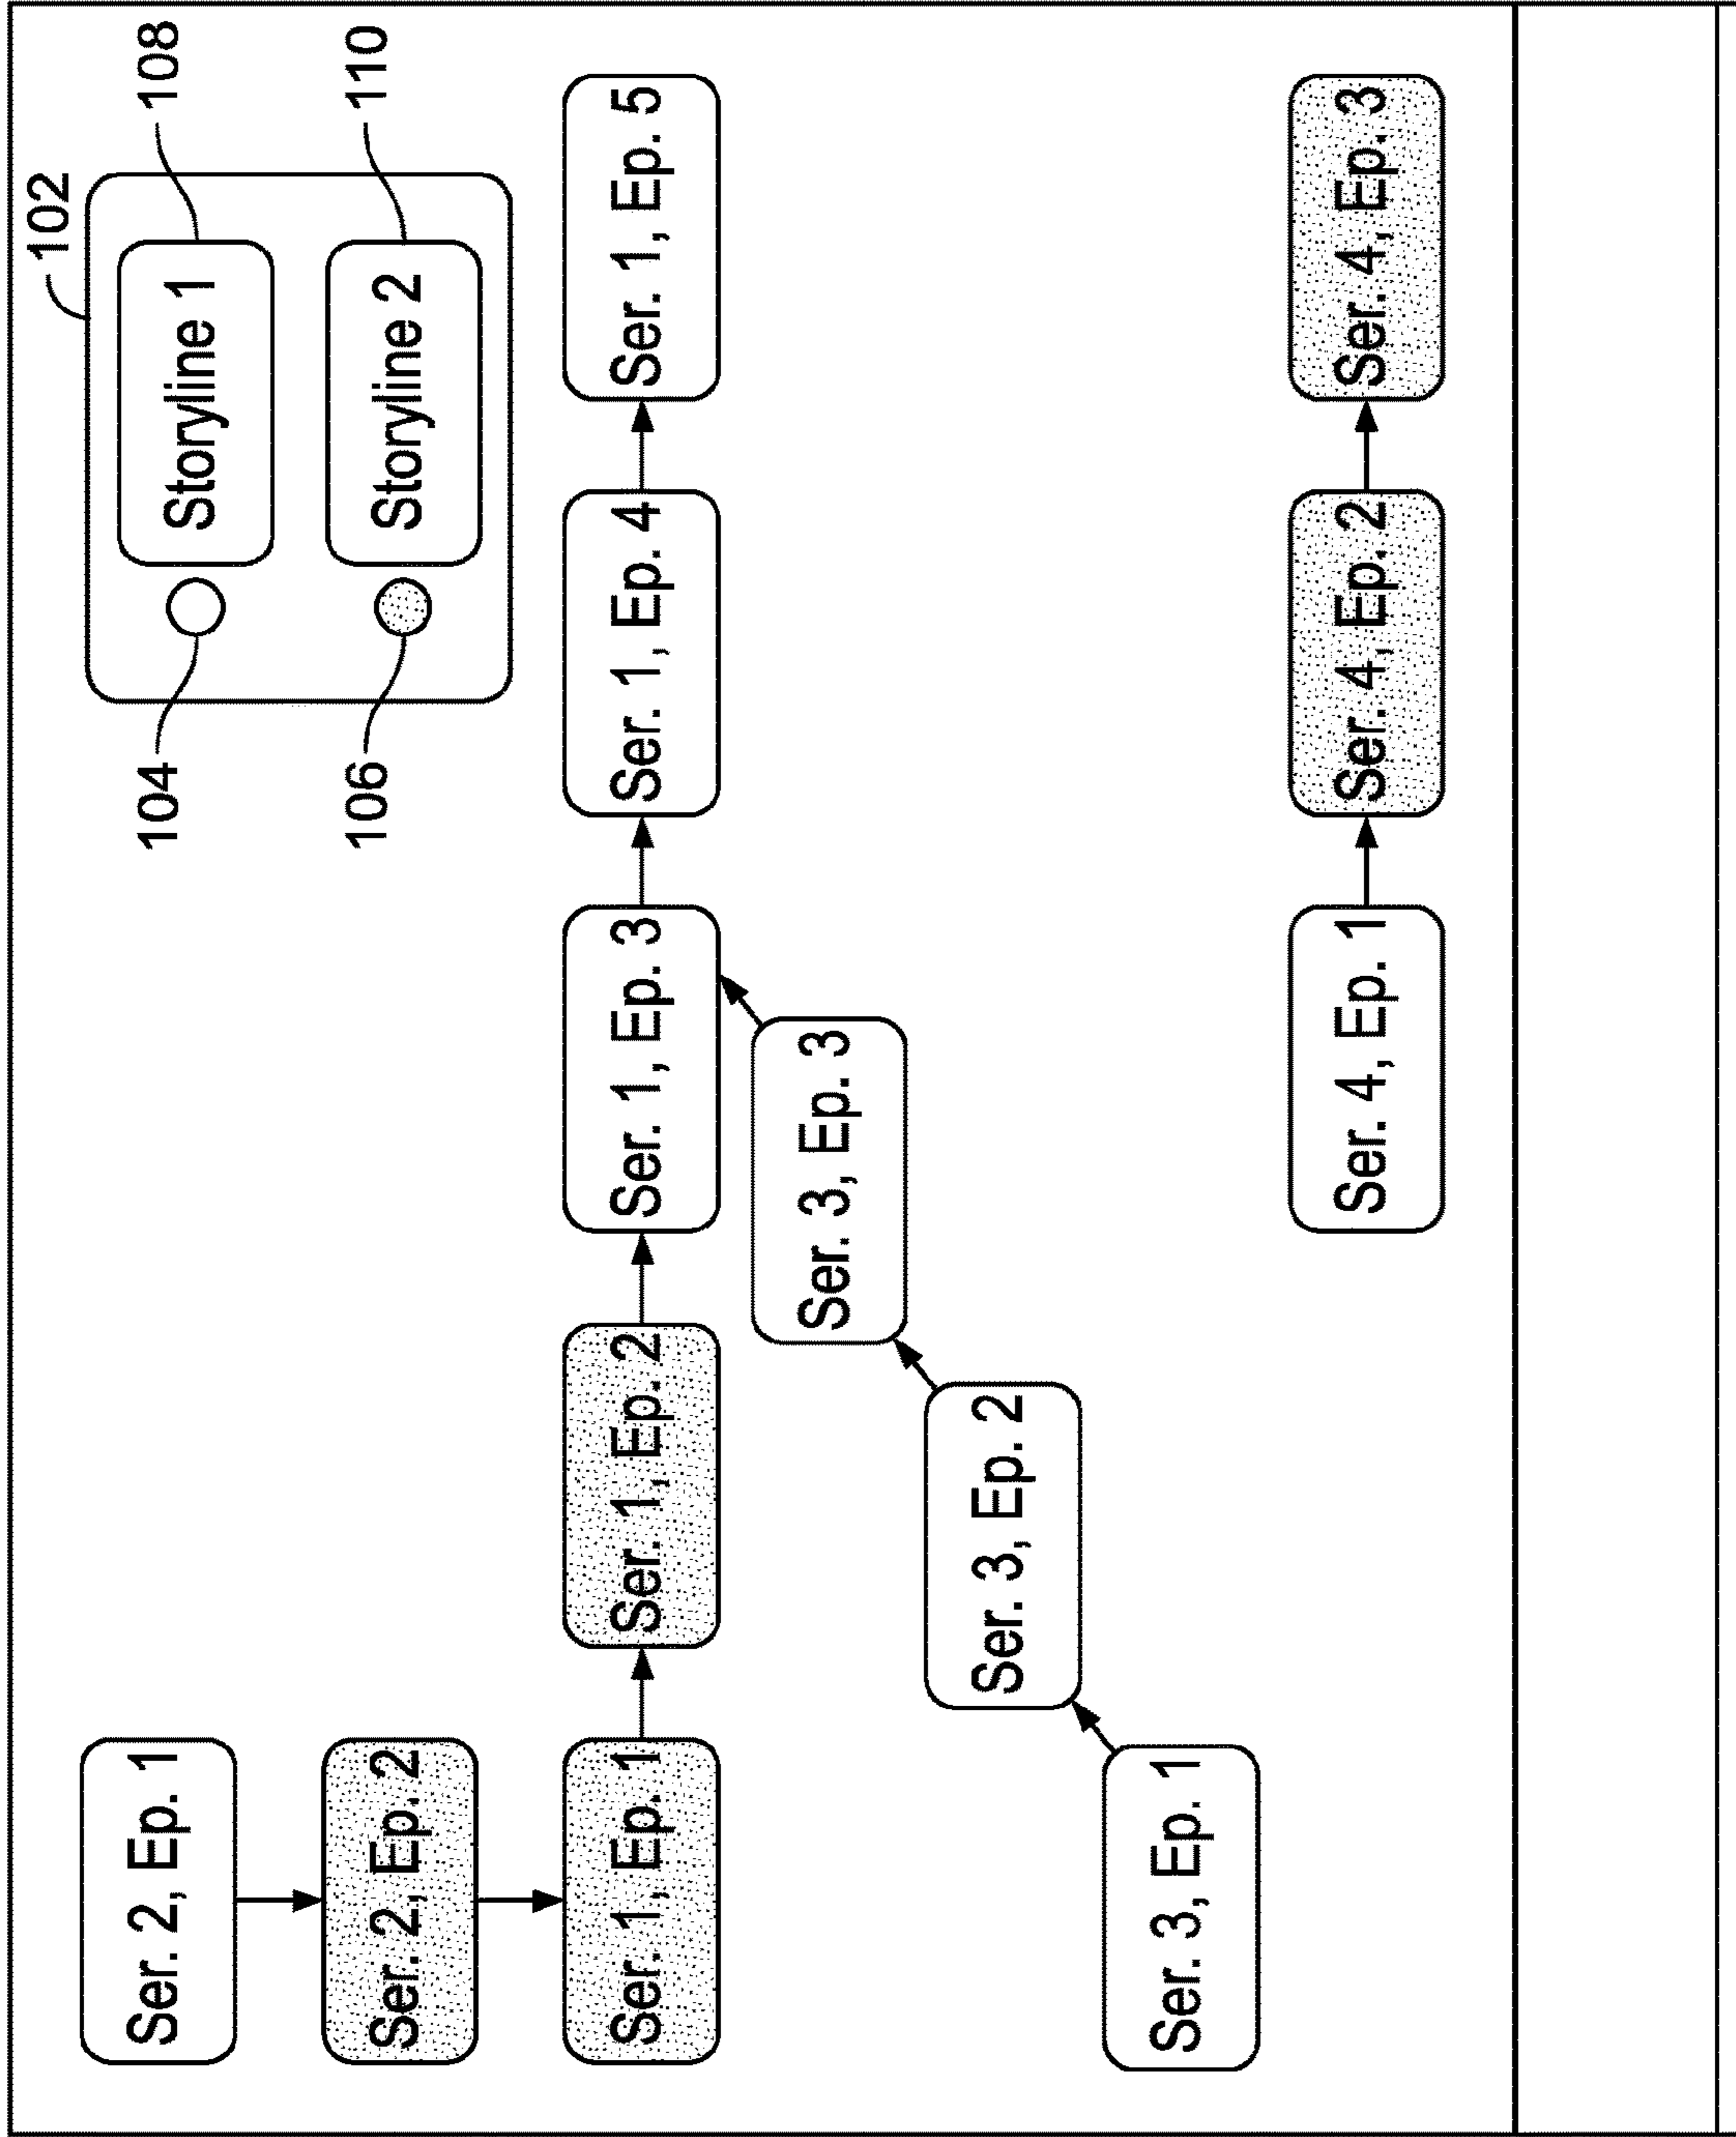 102
104
Storyline 1
108
106
Storyline 2
110
Ser. 2, Ep. 1
Ser. 2, Ep. 2
Ser. 1, Ep. 1
Ser. 1, Ep. 2
Ser. 1, Ep. 3
Ser. 1, Ep. 4
Ser. 1, Ep. 5
Ser. 3, Ep. 3
Ser. 3, Ep. 2
Ser. 3, Ep. 1
Ser. 4, Ep. 1
Ser. 4, Ep. 2
Ser. 4, Ep. 3